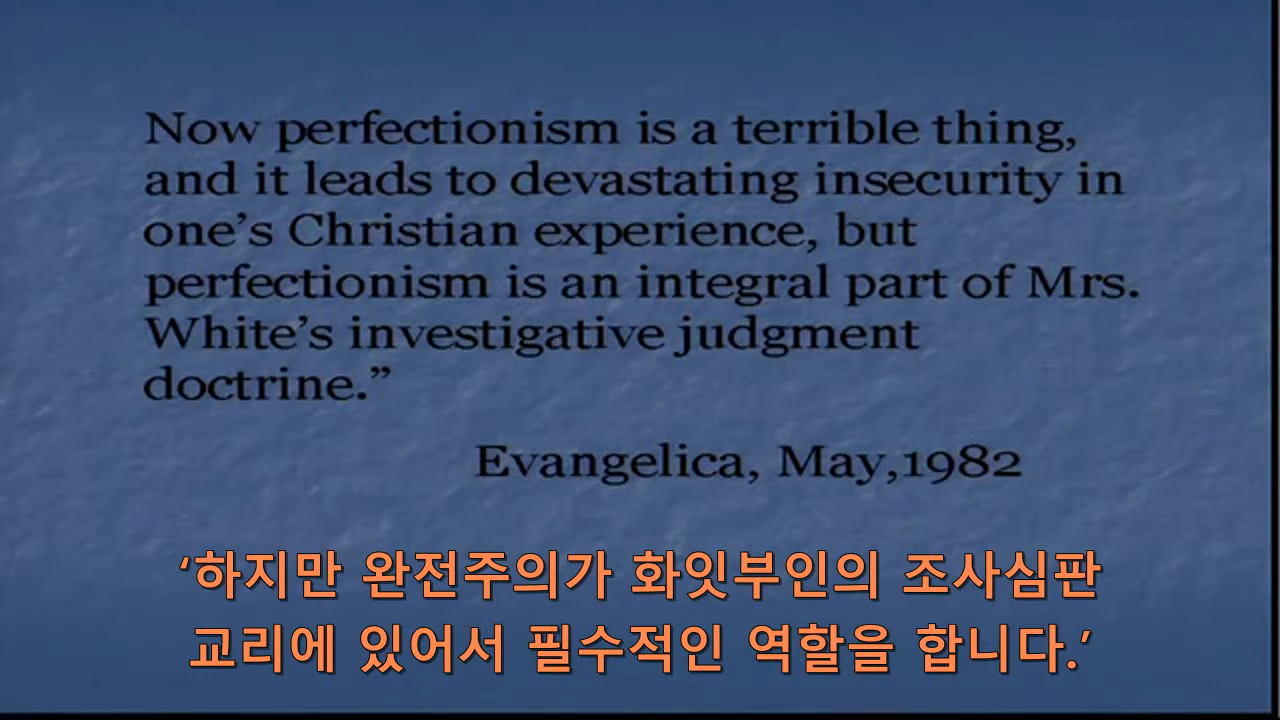 Now perfectionism is a terrible thing,
and it leads to devastating insecurity in
one’s Christian experience, but
perfectionism is an integral part of Mrs.
White’s investigative judgment
doctrine.”
Evangelica, May,1982
‘하지만 완전주의가 화잇부인의 조사심판
교리에 있어서 필수적인 역할을 합니다.’